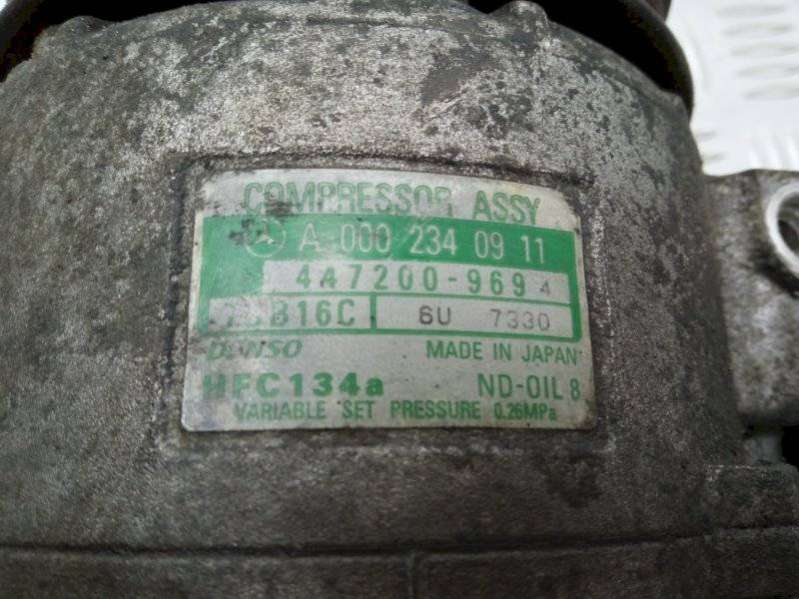 COMPRESSOR ASSY
A 000 234 09 11
447200-969 4
7SB16C 6U 7330
DENSO MADE IN JAPAN
HFC134a ND-OIL 8
VARIABLE SET PRESSURE 0.26MPa